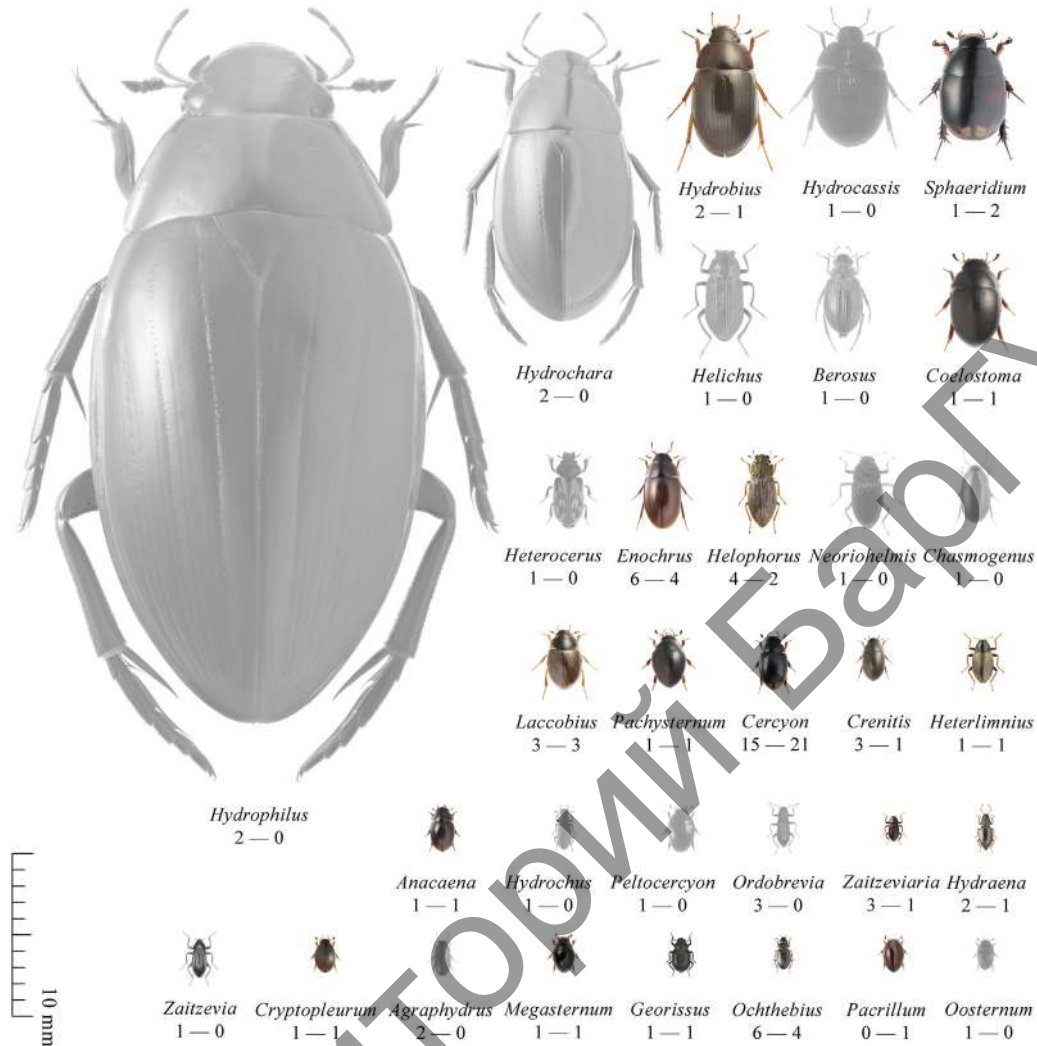 Hydrobius Hydrocassis Sphaeridium
2 — 1 1 — 0 1 — 2
Hydrochara Helichus Berosus Coelostoma
2 — 0 1 — 0 1 — 0 1 — 1
Heterocerus Enochrus Helophorus Neoriohelmis Chasmogenus
1 — 0 6 — 4 4 — 2 1 — 0 1 — 0
Laccobius Pachysternum Cercyon Crenitis Heterlimnius
3 — 3 1 — 1 15 — 21 3 — 1 1 — 1
Hydrophilus
2 — 0
Anacaena Hydrochus Peltocercyon Ordobrevia Zaitzeviaria Hydraena
1 — 1 1 — 0 1 — 0 3 — 0 3 — 1 2 — 1
Zaitzevia Cryptopleurum Agraphydrus Megasternum Georissus Ochthebius Pacrillum Oosternum
1 — 0 1 — 1 2 — 0 1 — 1 1 — 1 6 — 4 0 — 1 1 — 0
10 mm
торий БарГУ